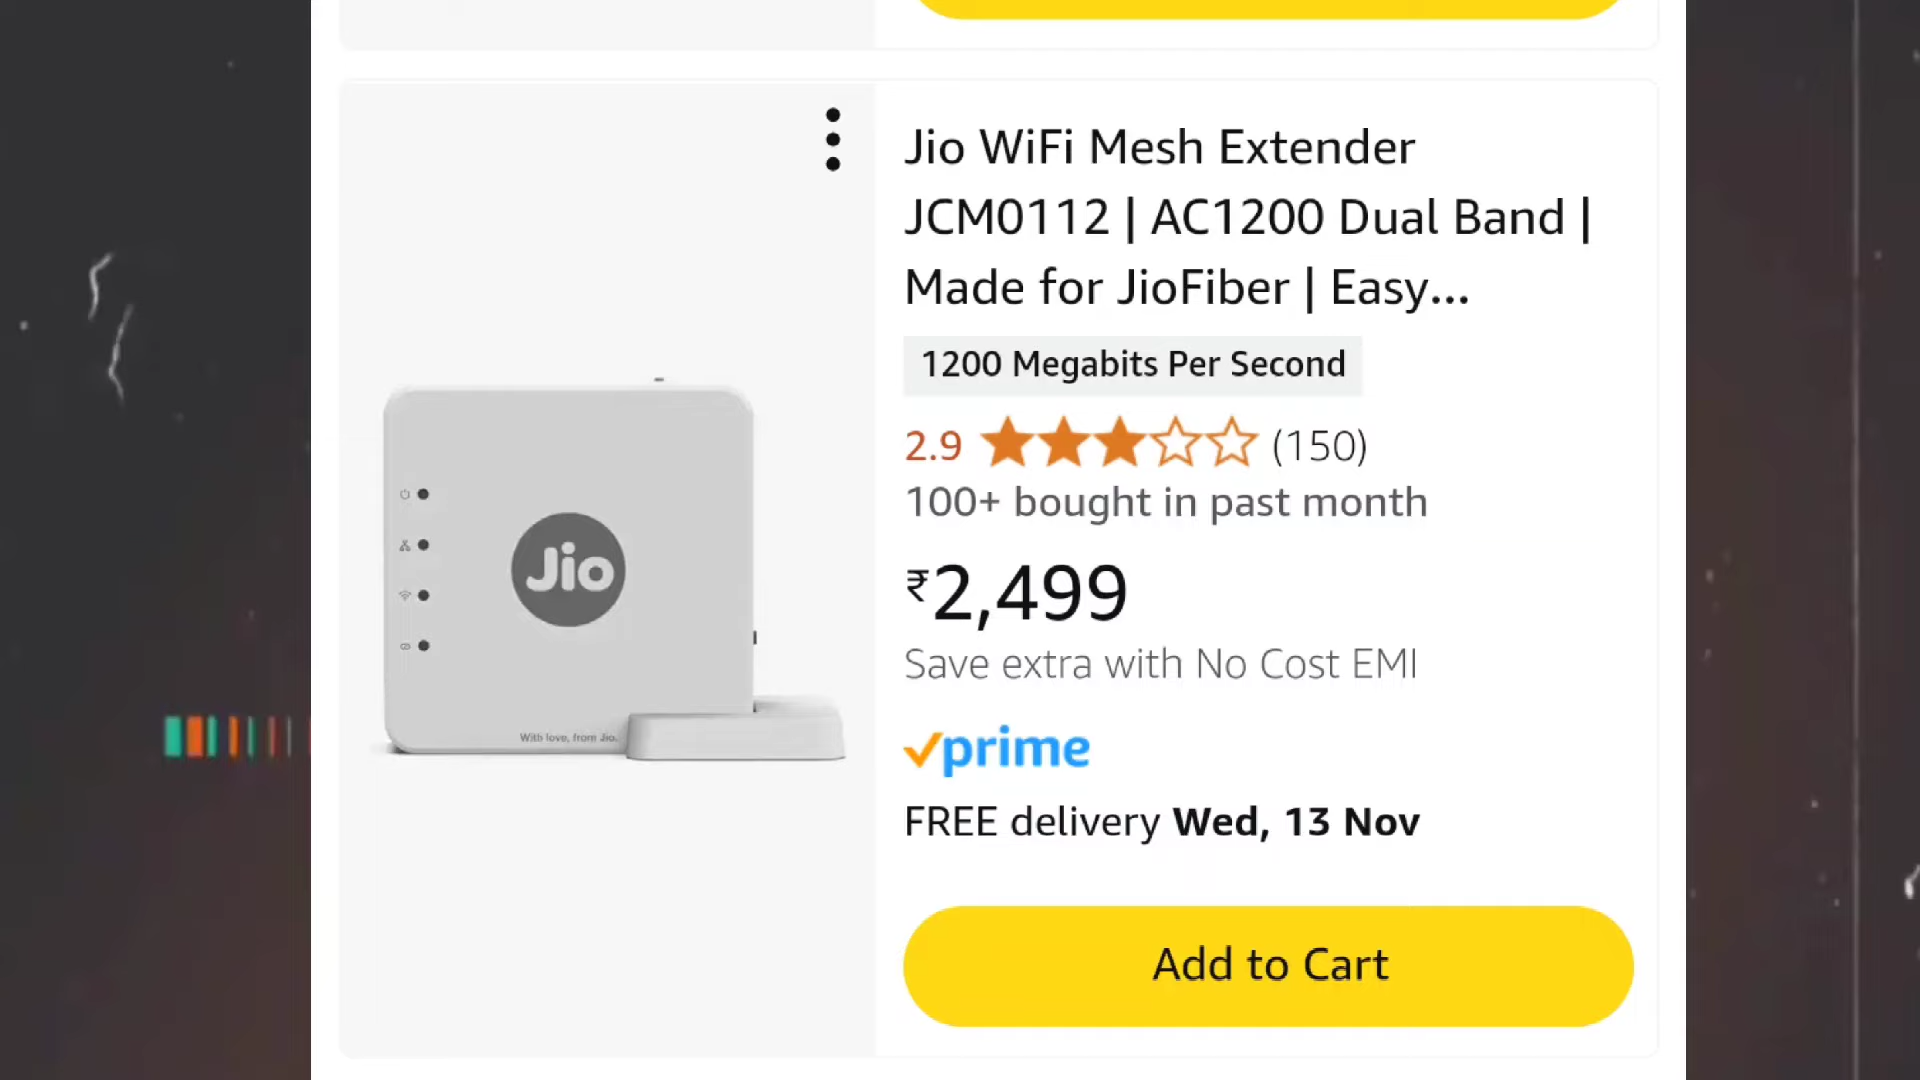 Jio WiFi Mesh Extender
JCM0112 | AC1200 Dual Band |
Made for JioFiber | Easy...
1200 Megabits Per Second
2.9 (150)
100+ bought in past month
₹2,499
Save extra with No Cost EMI
prime
FREE delivery Wed, 13 Nov
Add to Cart
Jio
With love, from Jio.